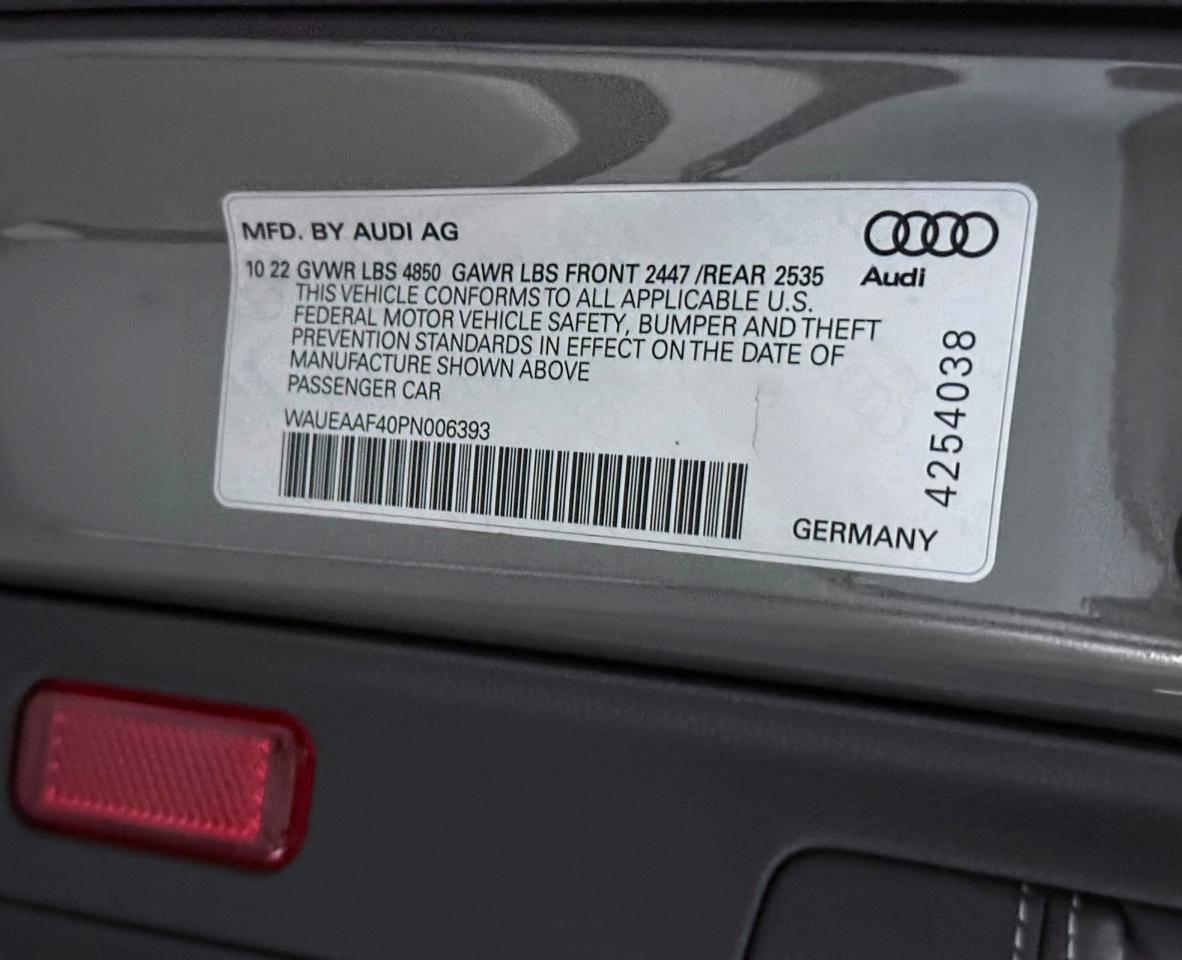 MFD. BY AUDI AG
Audi
10 22 GVWR LBS 4850 GAWR LBS FRONT 2447 /REAR 2535
THIS VEHICLE CONFORMS TO ALL APPLICABLE U.S.
FEDERAL MOTOR VEHICLE SAFETY, BUMPER AND THEFT
PREVENTION STANDARDS IN EFFECT ON THE DATE OF
MANUFACTURE SHOWN ABOVE
PASSENGER CAR
WAUEAAF40PN006393
4254038
GERMANY